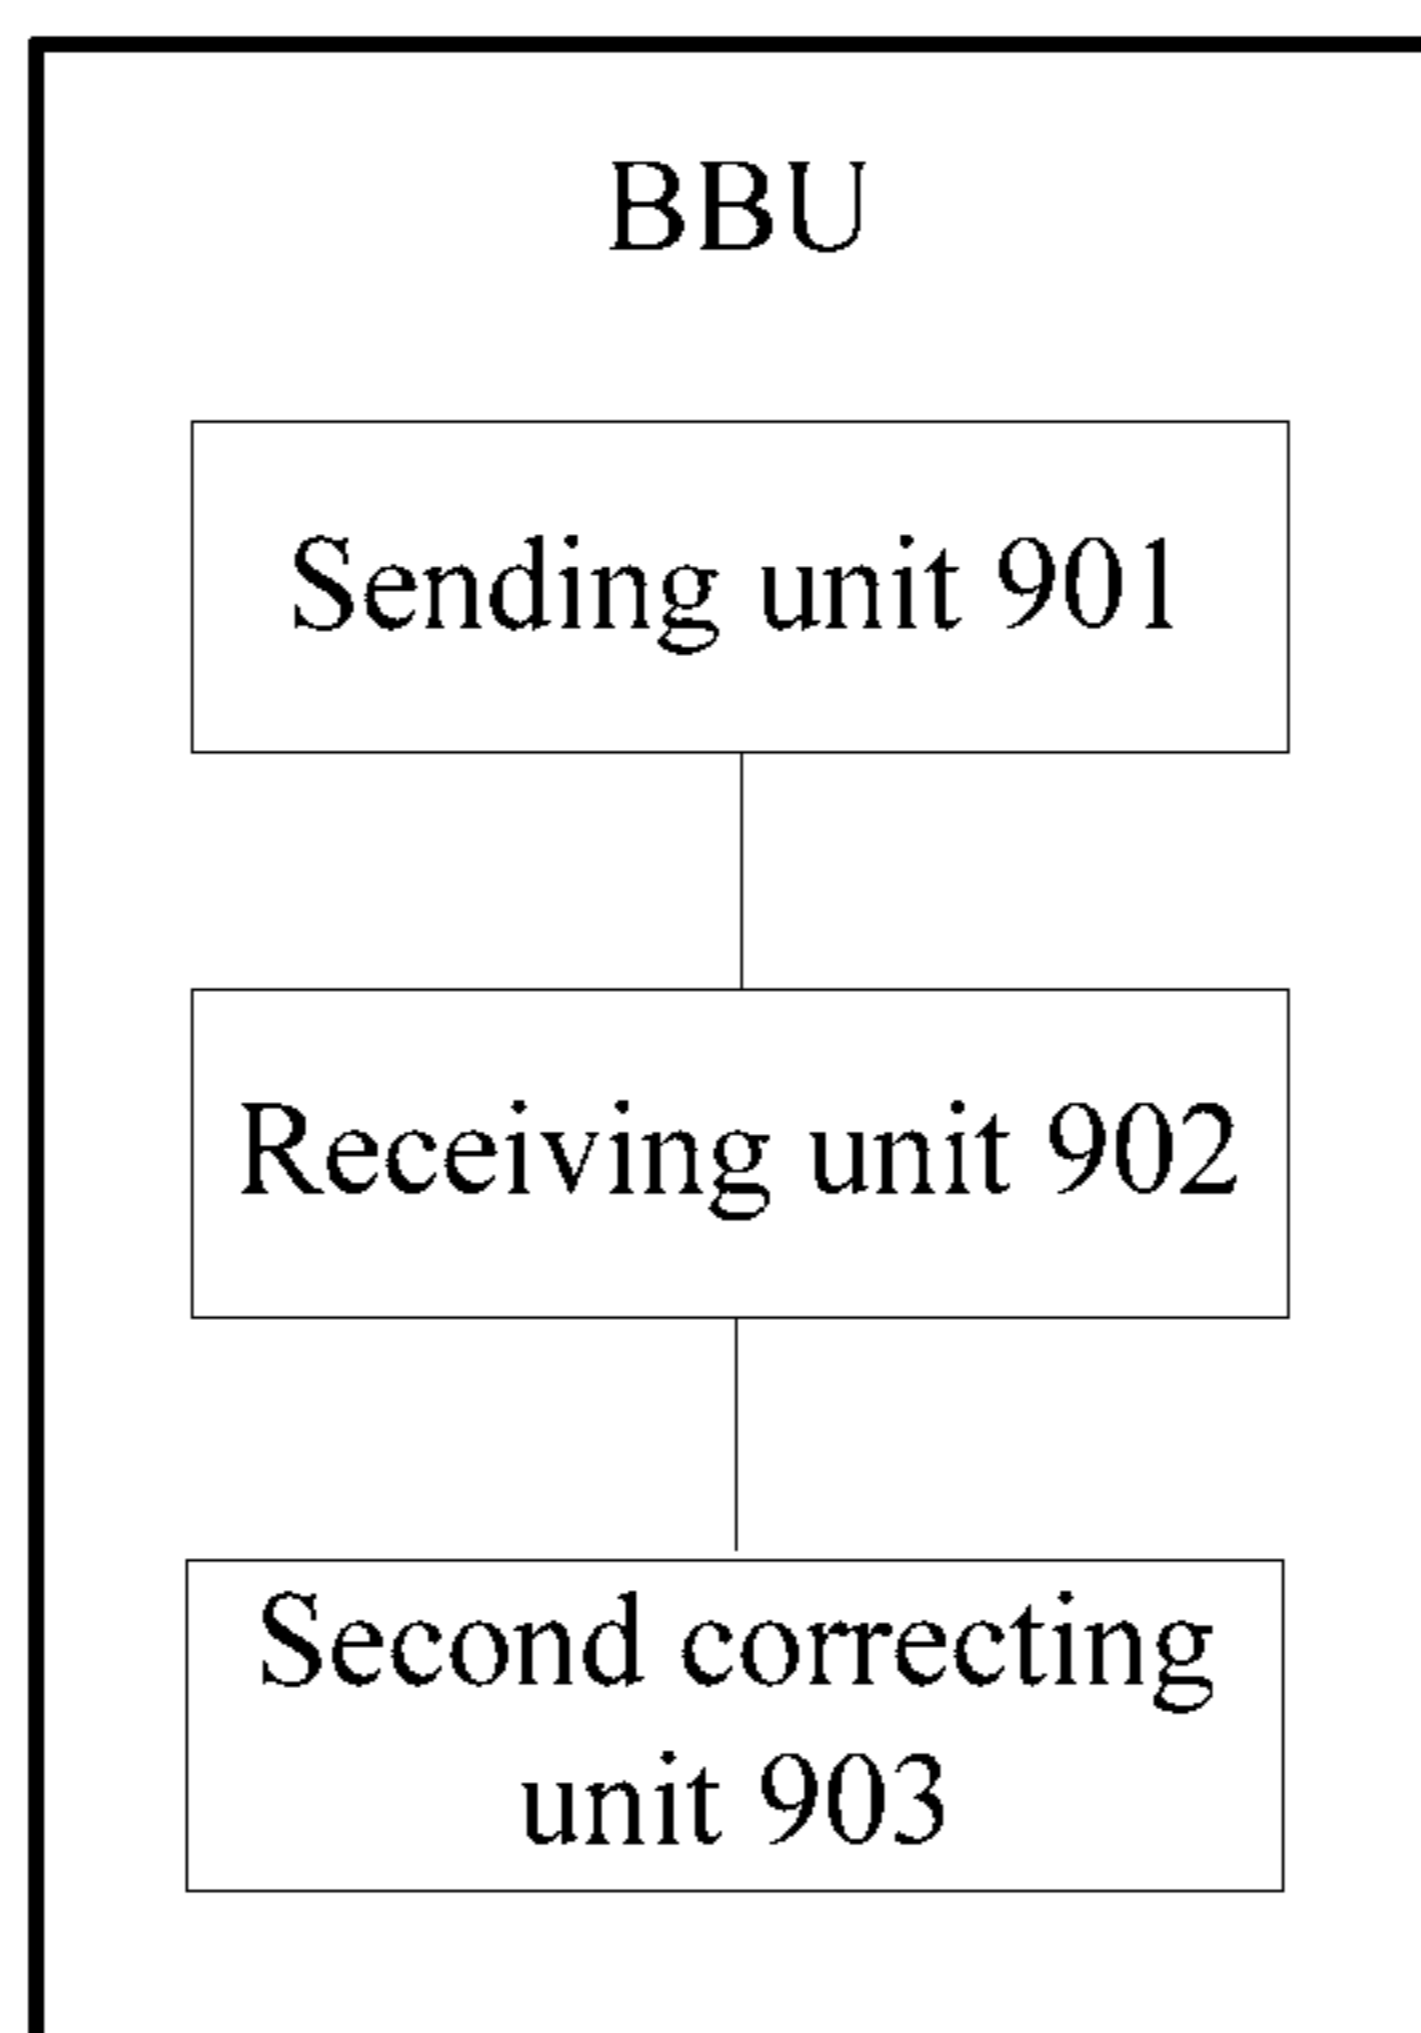 BBU
Sending unit 901
Receiving unit 902
Second correcting
unit 903